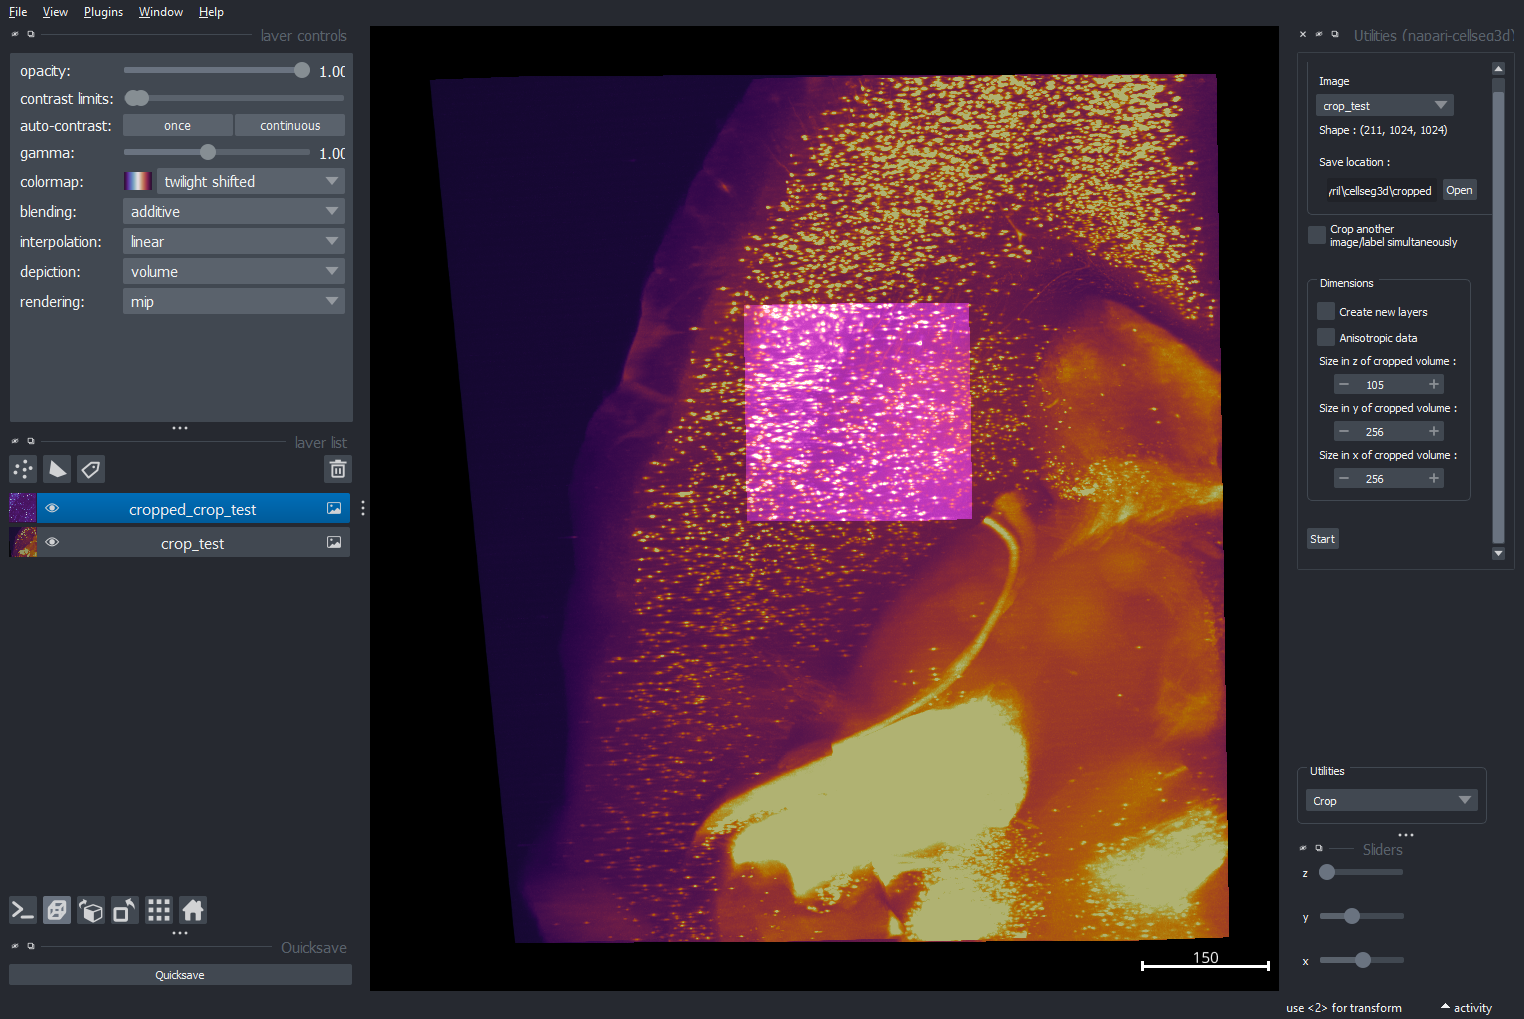 File View Plugins Window Help
layer controls
opacity: 1.00
contrast limits:
auto-contrast: once continuous
gamma: 1.00
colormap: twilight shifted
blending: additive
interpolation: linear
depiction: volume
rendering: mip
layer list
cropped_crop_test
crop_test
Quicksave
Quicksave
150
Utilities (napari-cellseg3d)
Image
crop_test
Shape : (211, 1024, 1024)
Save location :
yril\cellseg3d\cropped Open
Crop another
image/label simultaneously
Dimensions
Create new layers
Anisotropic data
Size in z of cropped volume :
105
Size in y of cropped volume :
256
Size in x of cropped volume :
256
Start
Utilities
Crop
Sliders
z
y
x
use <2> for transform activity